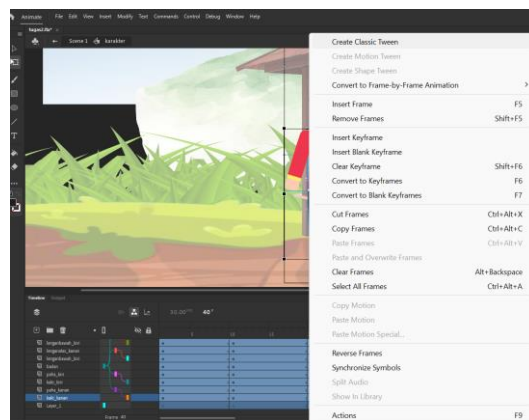 Animate File Edit View Insert Modify Text Commands Control Debug Window Help
Scene 1 karakter
Create Classic Tween
Create Motion Tween
Create Shape Tween
Convert to Frame-by-Frame Animation
Insert Frame F5
Remove Frames Shift+F5
Insert Keyframe
Insert Blank Keyframe
Clear Keyframe Shift+F6
Convert to Keyframes F6
Convert to Blank Keyframes F7
Cut Frames Ctrl+Alt+X
Copy Frames Ctrl+Alt+C
Paste Frames Ctrl+Alt+V
Paste and Overwrite Frames
Clear Frames Alt+Backspace
Select All Frames Ctrl+Alt+A
Copy Motion
Paste Motion
Paste Motion Special...
Reverse Frames
Synchronize Symbols
Split Audio
Show In Library
Actions F9
Timeline Output
badan
Layer_1